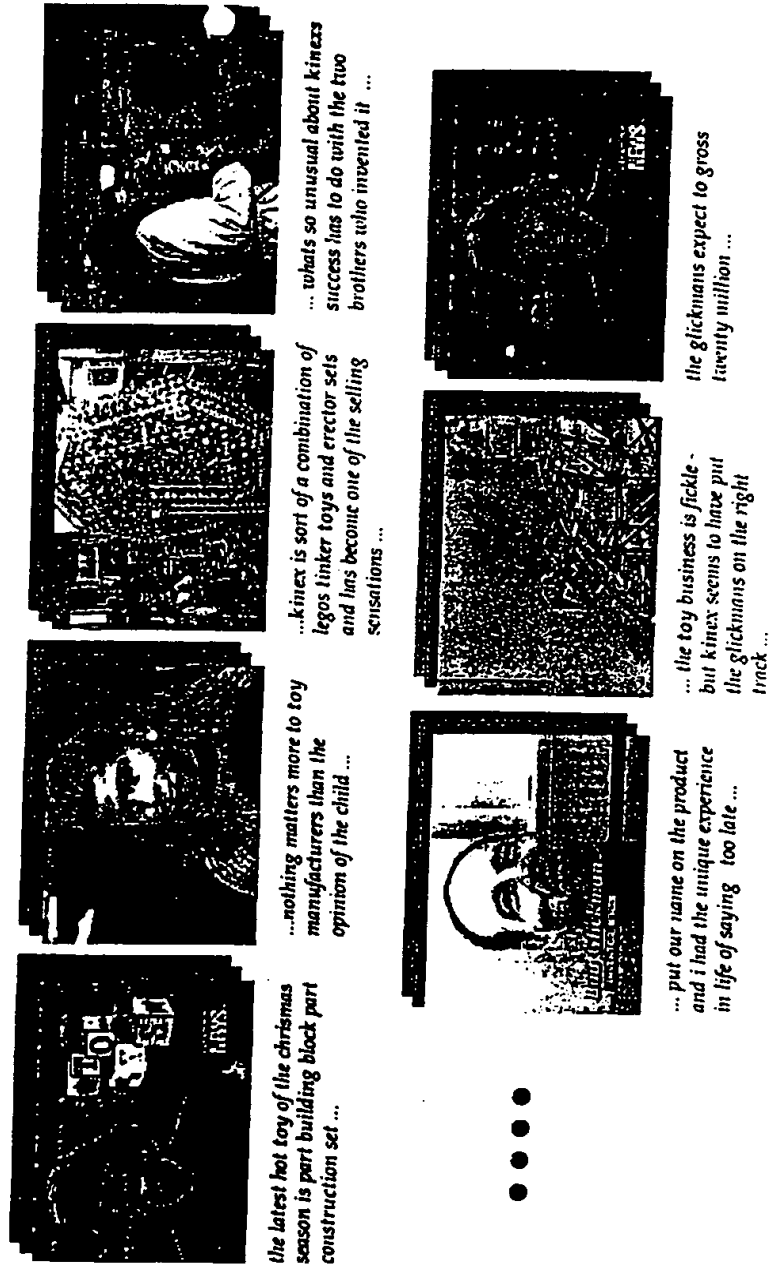 the latest hot toy of the chrismas
season is part building block part
construction set ...
...nothing matters more to toy
manufacturers than the
opinion of the child ...
...kinex is sort of a combination of
legos tinker toys and erector sets
and has become one of the selling
sensations ...
... whats so unusual about kinexs
success has to do with the two
brothers who invented it ...
... put our name on the product
and i had the unique experience
in life of saying too late ...
... the toy business is fickle -
but kinex seems to have put
the glickmans on the right
track ...
the glickmans expect to gross
twenty million ...